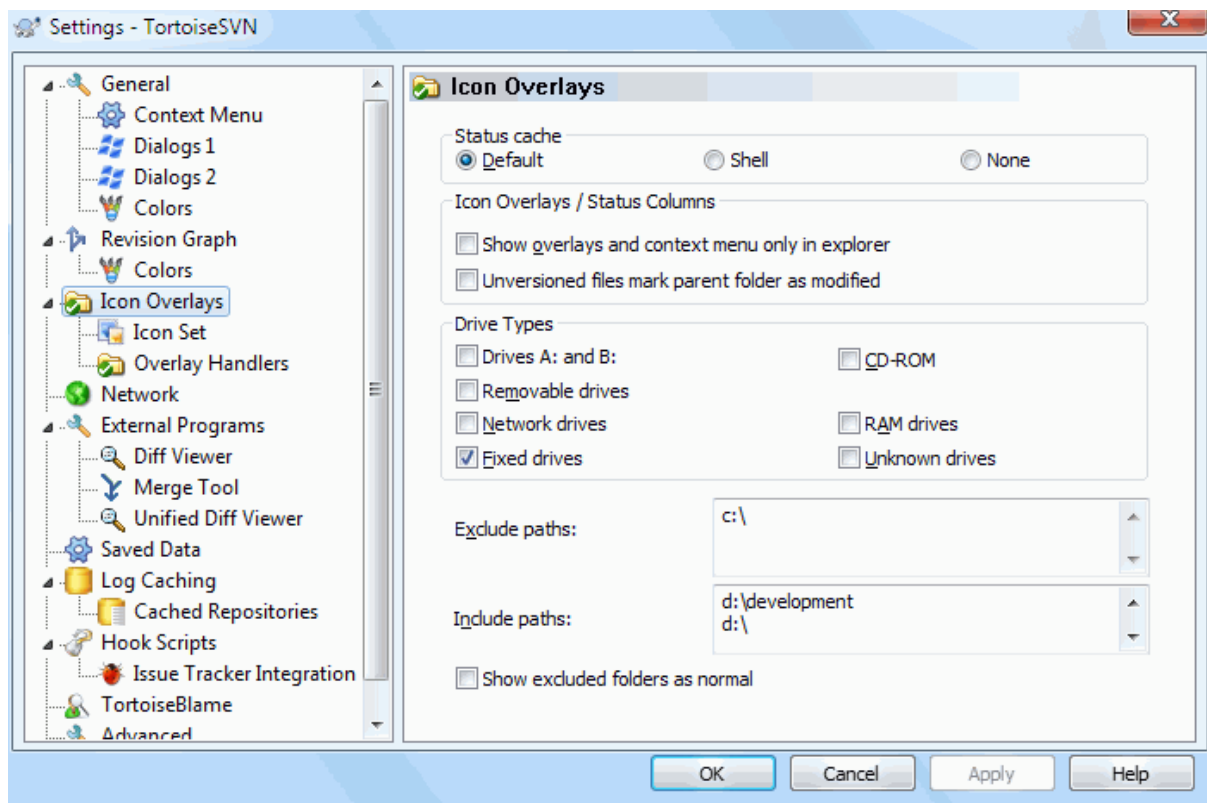 Settings - TortoiseSVN
General
Context Menu
Dialogs 1
Dialogs 2
Colors
Revision Graph
Colors
Icon Overlays
Icon Set
Overlay Handlers
Network
External Programs
Diff Viewer
Merge Tool
Unified Diff Viewer
Saved Data
Log Caching
Cached Repositories
Hook Scripts
Issue Tracker Integration
TortoiseBlame
Advanced
Icon Overlays
Status cache
Default Shell None
Icon Overlays / Status Columns
Show overlays and context menu only in explorer
Unversioned files mark parent folder as modified
Drive Types
Drives A: and B: CD-ROM
Removable drives
Network drives RAM drives
Fixed drives Unknown drives
Exclude paths: c:\
Include paths: d:\development
d:\
Show excluded folders as normal
OK Cancel Apply Help